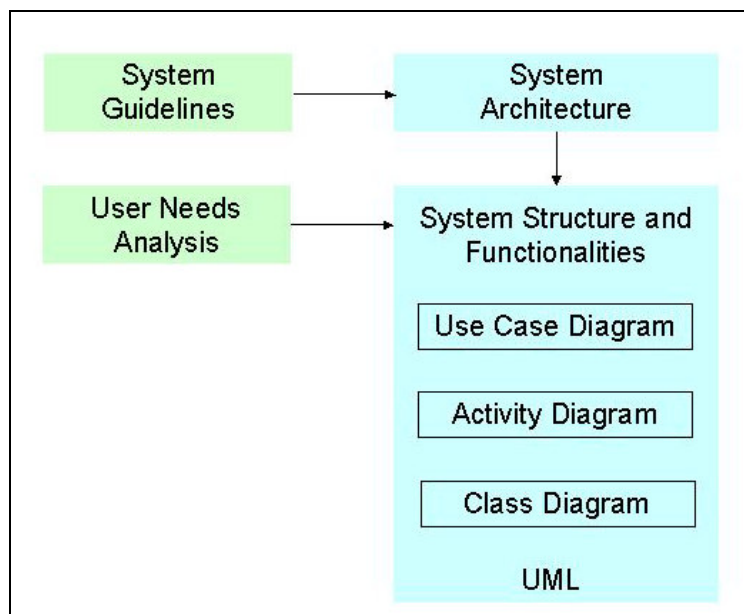 System
Guidelines
System
Architecture
User Needs
Analysis
System Structure and
Functionalities
Use Case Diagram
Activity Diagram
Class Diagram
UML